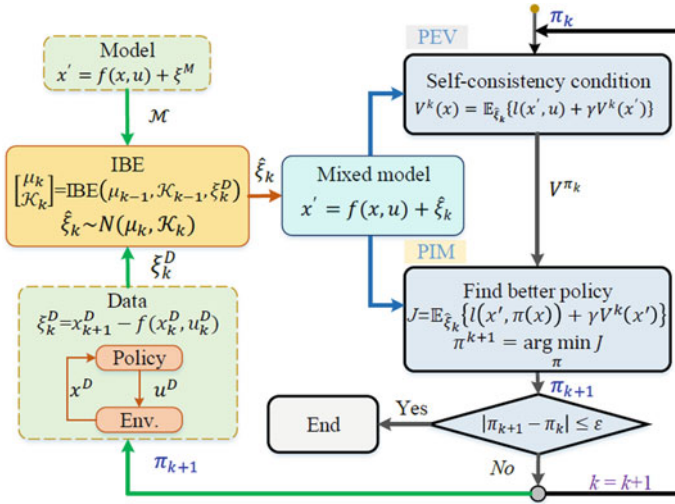 Model
x' = f(x, u) + ξ^M
ℳ
IBE
[μ_k 𝒦_k]=IBE(μ_{k−1}, 𝒦_{k−1}, ξ_k^D)
ξ̂_k~N(μ_k, 𝒦_k)
ξ_k^D
Data
ξ_k^D=x_{k+1}^D − f(x_k^D, u_k^D)
Policy
x^D
u^D
Env.
π_{k+1}
ξ̂_k
Mixed model
x' = f(x, u) + ξ̂_k
π_k
PEV
Self-consistency condition
V^k(x) = 𝔼_{ξ̂_k}{l(x', u) + γV^k(x')}
V^{π_k}
PIM
Find better policy
J=𝔼_{ξ̂_k}{l(x', π(x)) + γV^k(x')}
π^{k+1} = arg min J
π
π_{k+1}
|π_{k+1} − π_k| ≤ ε
Yes
End
No
k = k+1